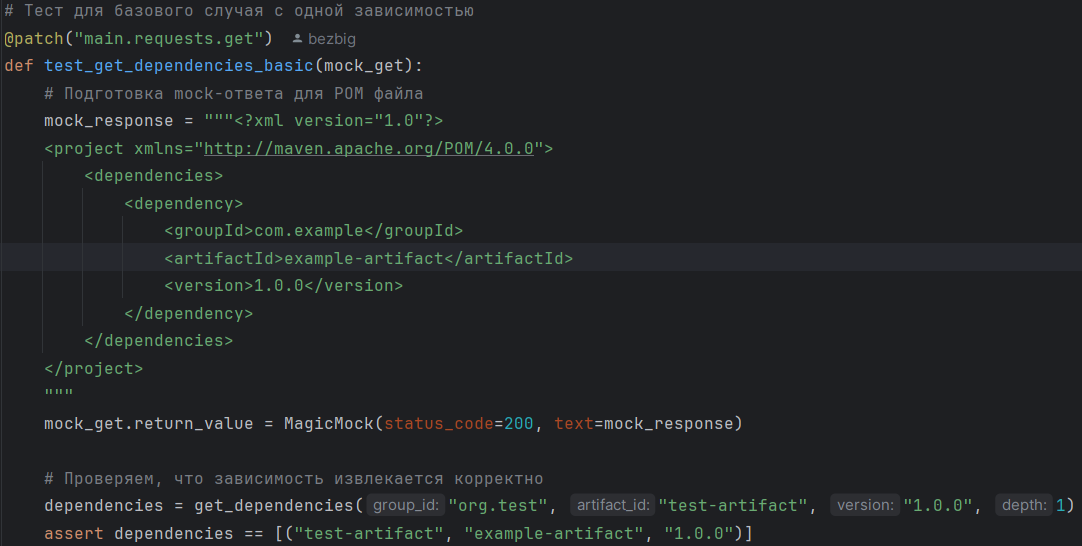 # Тест для базового случая с одной зависимостью
@patch("main.requests.get") bezbig
def test_get_dependencies_basic(mock_get):
# Подготовка mock-ответа для POM файла
mock_response = """<?xml version="1.0"?>
<project xmlns="http://maven.apache.org/POM/4.0.0">
<dependencies>
<dependency>
<groupId>com.example</groupId>
<artifactId>example-artifact</artifactId>
<version>1.0.0</version>
</dependency>
</dependencies>
</project>
"""
mock_get.return_value = MagicMock(status_code=200, text=mock_response)
# Проверяем, что зависимость извлекается корректно
dependencies = get_dependencies( group_id: "org.test", artifact_id: "test-artifact", version: "1.0.0", depth: 1)
assert dependencies == [("test-artifact", "example-artifact", "1.0.0")]